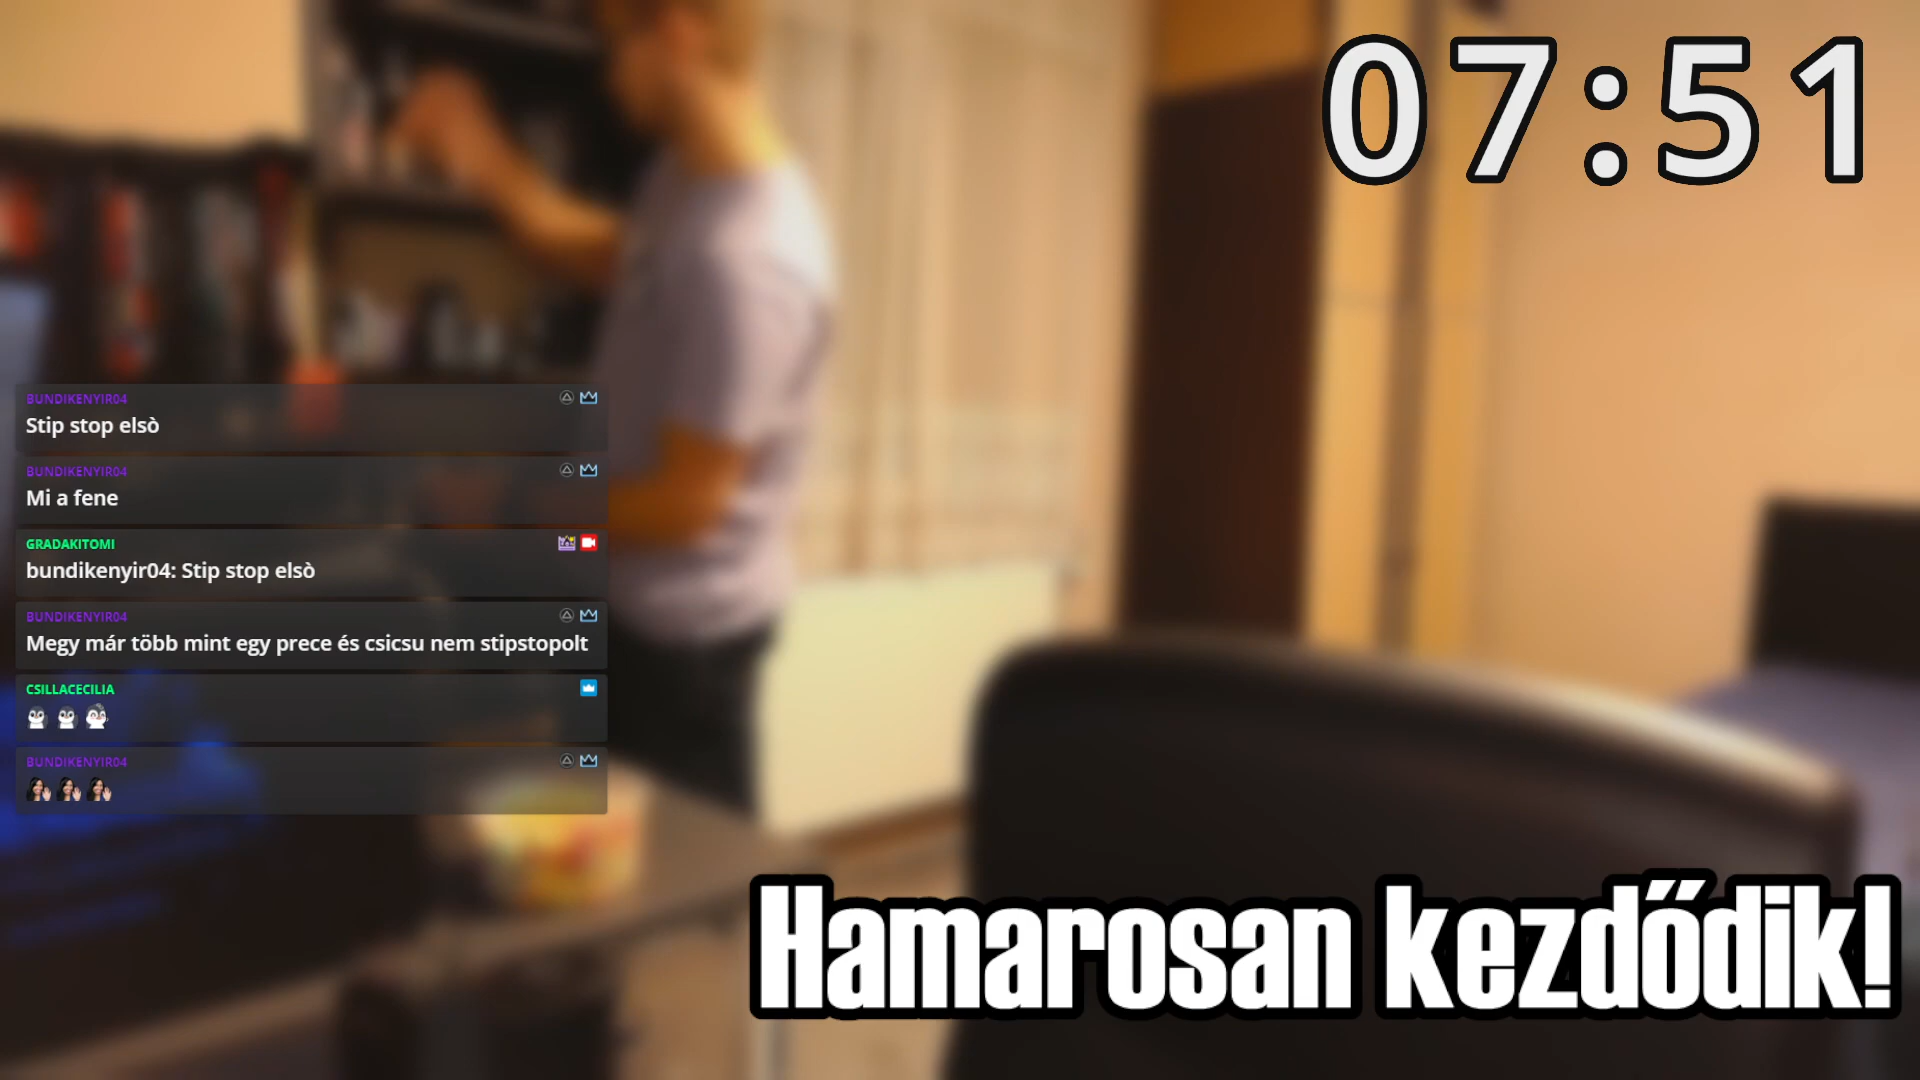 07:51
BUNDIKENYIR04
Stip stop elsò
BUNDIKENYIR04
Mi a fene
GRADAKITOMI
bundikenyir04: Stip stop elsò
BUNDIKENYIR04
Megy már több mint egy prece és csicsu nem stipstopolt
CSILLACECILIA
BUNDIKENYIR04
Hamarosan kezdődik!